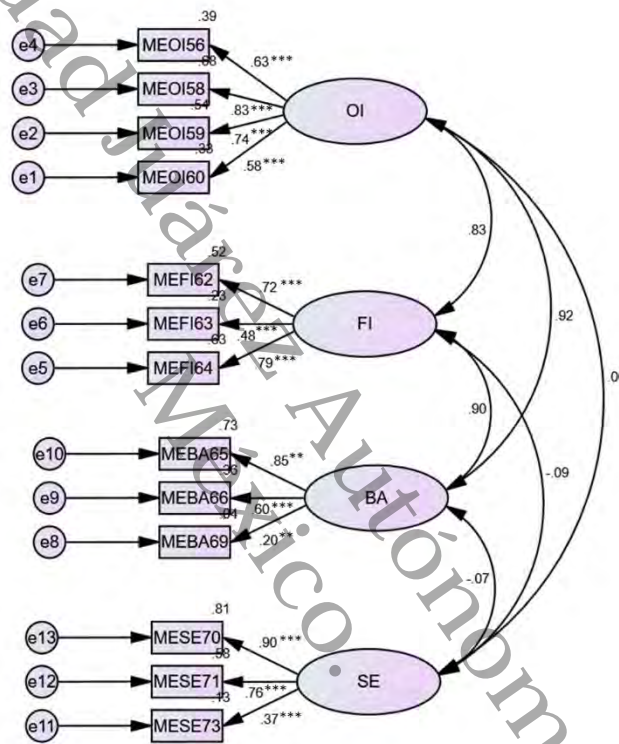 .39
e4 MEOI56 .63***
.68
e3 MEOI58 .83***
.54
e2 MEOI59 .74***
.33
e1 MEOI60 .58***
OI
.83
.52
e7 MEFI62 .72***
.23
e6 MEFI63 .48***
.63
e5 MEFI64 .79***
FI
.92
.90
.73
e10 MEBA65 .85**
.36
e9 MEBA66 .60***
.04
e8 MEBA69 .20**
BA
-.09
-.07
.81
e13 MESE70 .90***
.58
e12 MESE71 .76***
.13
e11 MESE73 .37***
SE
Juárez Autónom
México.